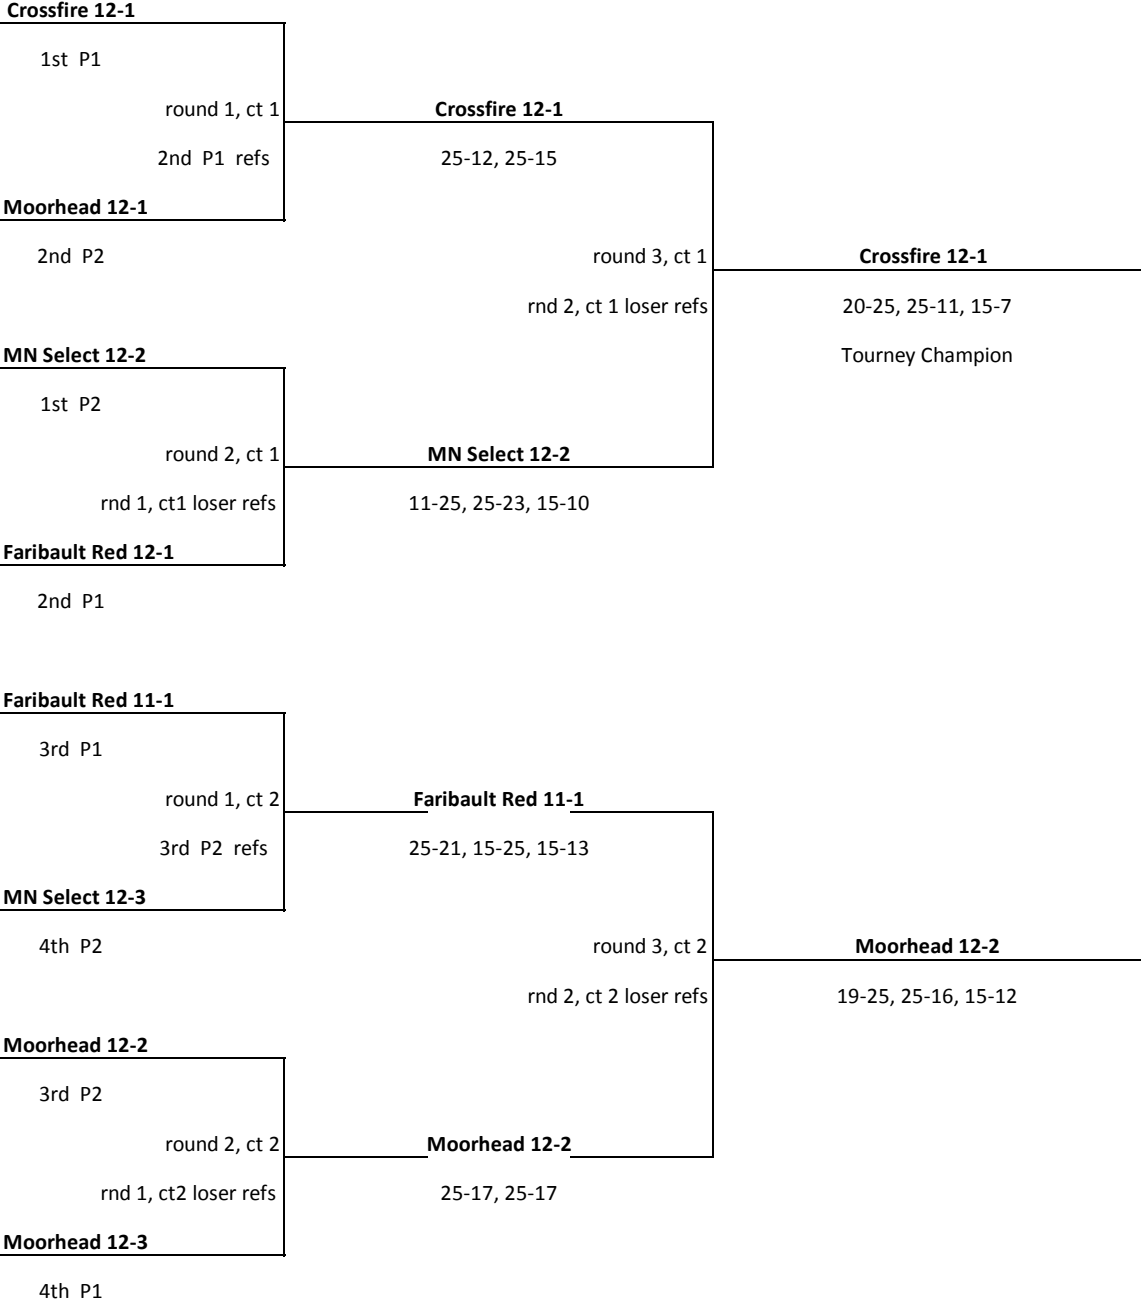 Crossfire 12-1
1st P1
round 1, ct 1
Crossfire 12-1
2nd P1 refs
25-12, 25-15
Moorhead 12-1
2nd P2
round 3, ct 1
Crossfire 12-1
rnd 2, ct 1 loser refs
20-25, 25-11, 15-7
MN Select 12-2
Tourney Champion
1st P2
round 2, ct 1
MN Select 12-2
rnd 1, ct1 loser refs
11-25, 25-23, 15-10
Faribault Red 12-1
2nd P1
Faribault Red 11-1
3rd P1
round 1, ct 2
Faribault Red 11-1
3rd P2 refs
25-21, 15-25, 15-13
MN Select 12-3
4th P2
round 3, ct 2
Moorhead 12-2
rnd 2, ct 2 loser refs
19-25, 25-16, 15-12
Moorhead 12-2
3rd P2
round 2, ct 2
Moorhead 12-2
rnd 1, ct2 loser refs
25-17, 25-17
Moorhead 12-3
4th P1